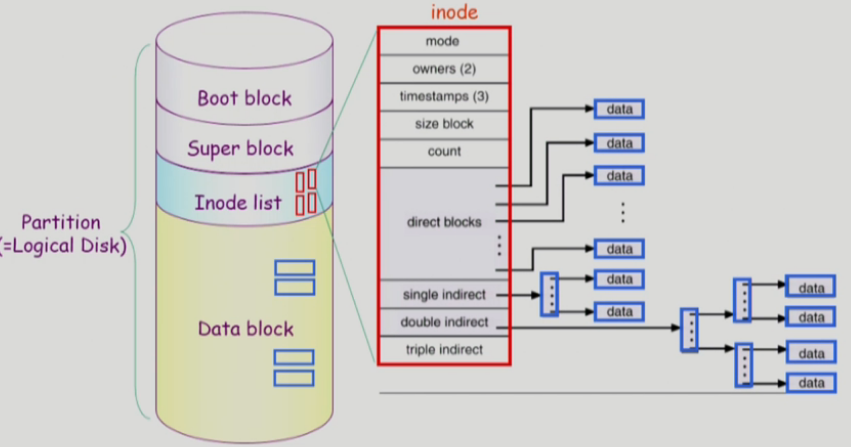 inode
mode
owners (2)
timestamps (3)
size block
count
direct blocks
single indirect
double indirect
triple indirect
Boot block
Super block
Inode list
Data block
Partition
(=Logical Disk)
data
data
data
data
data
data
data
data
data
data